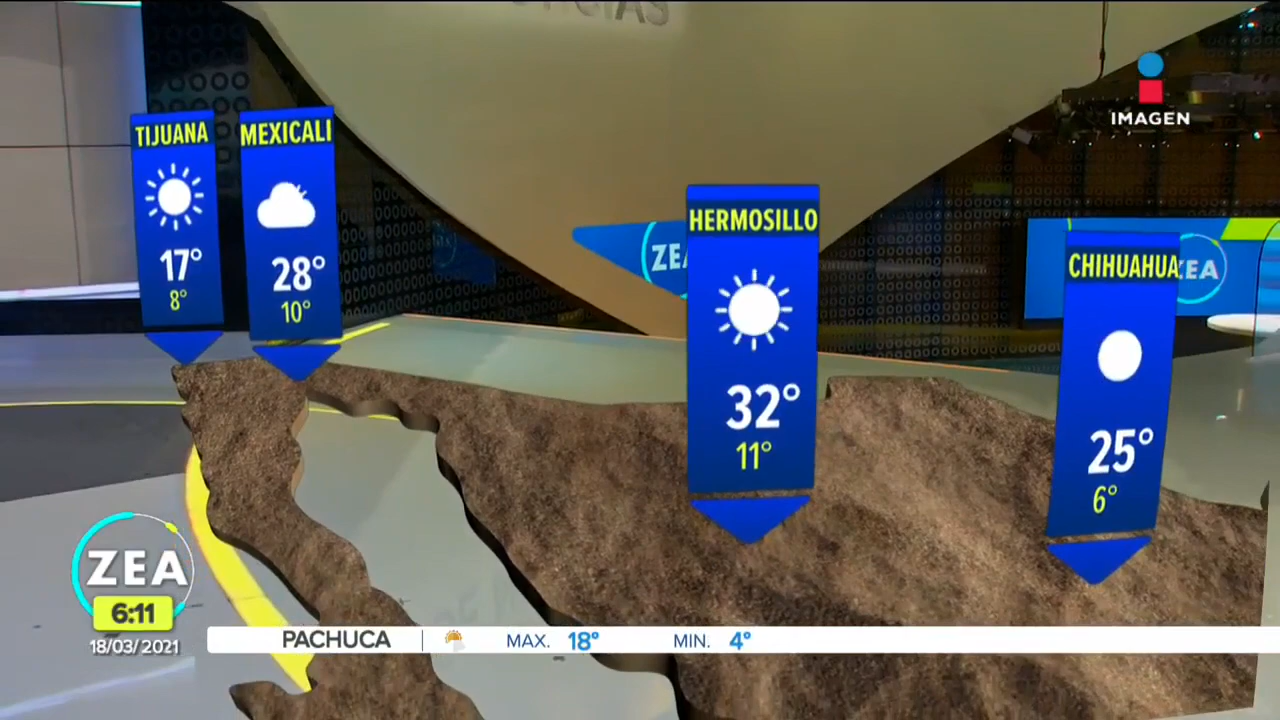 IMAGEN
TIJUANA
17°
8°
MEXICALI
28°
10°
HERMOSILLO
32°
11°
CHIHUAHUA
25°
6°
ZEA
ZEA
6:11
18/03/2021
PACHUCA MAX. 18° MIN. 4°